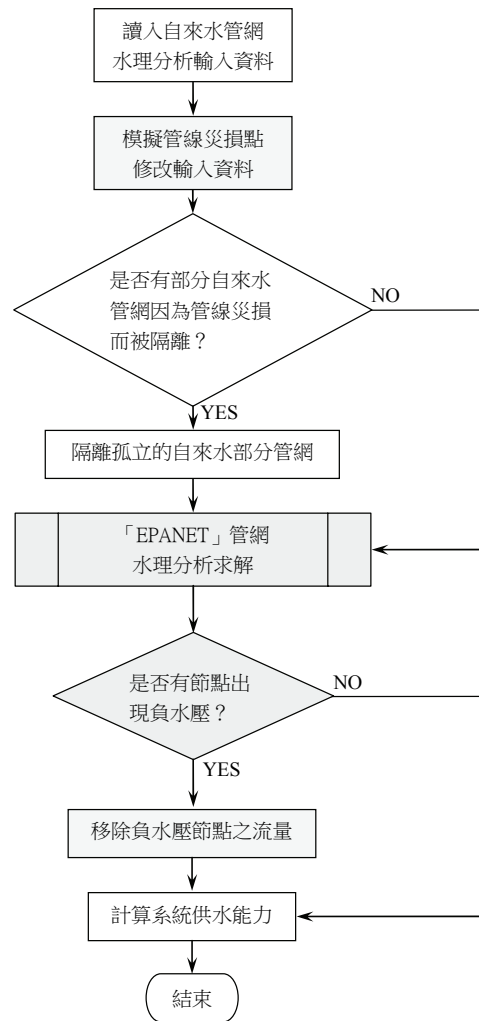 讀入自來水管網
水理分析輸入資料
模擬管線災損點
修改輸入資料
是否有部分自來水
管網因為管線災損
而被隔離？
NO
YES
隔離孤立的自來水部分管網
「EPANET」管網
水理分析求解
是否有節點出
現負水壓？
NO
YES
移除負水壓節點之流量
計算系統供水能力
結束